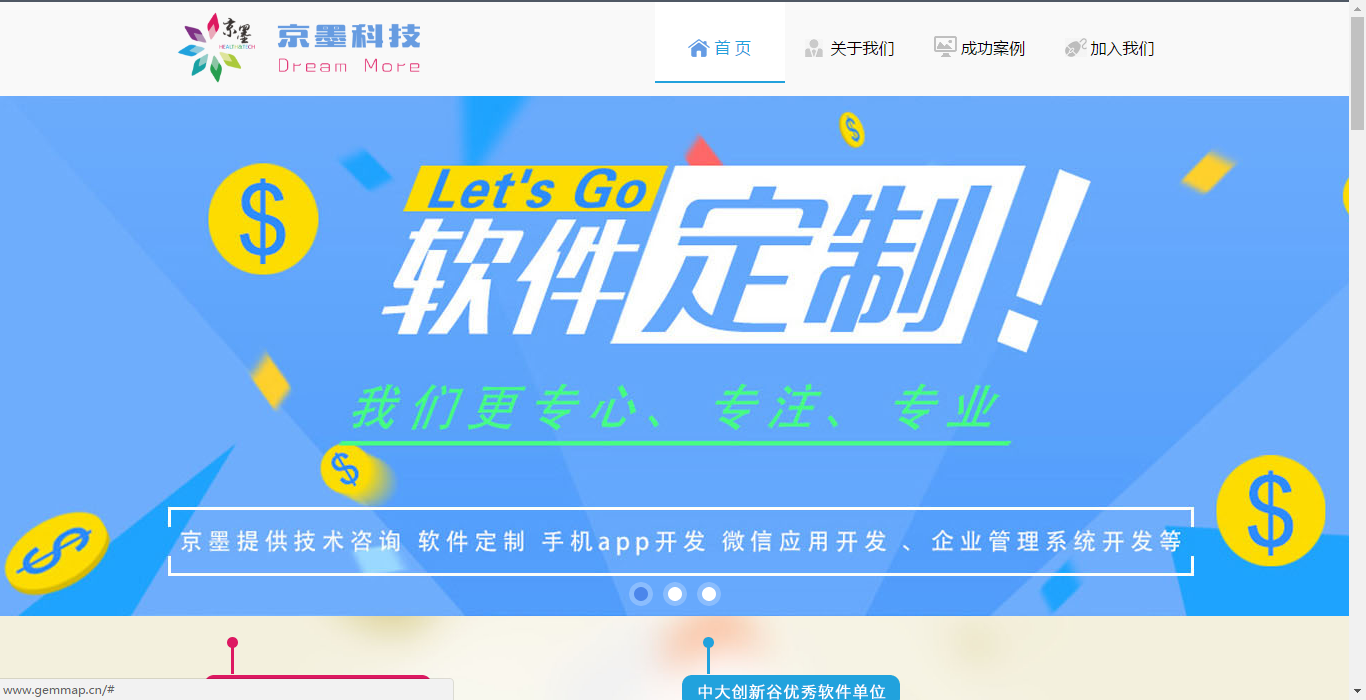 京墨
HEALTHTECH
京墨科技
Dream More
首页
关于我们
成功案例
加入我们
Let's Go
软件定制!
我们更专心、专注、专业
京墨提供技术咨询 软件定制 手机app开发 微信应用开发 、企业管理系统开发等
中大创新谷优秀软件单位
www.gemmap.cn/#